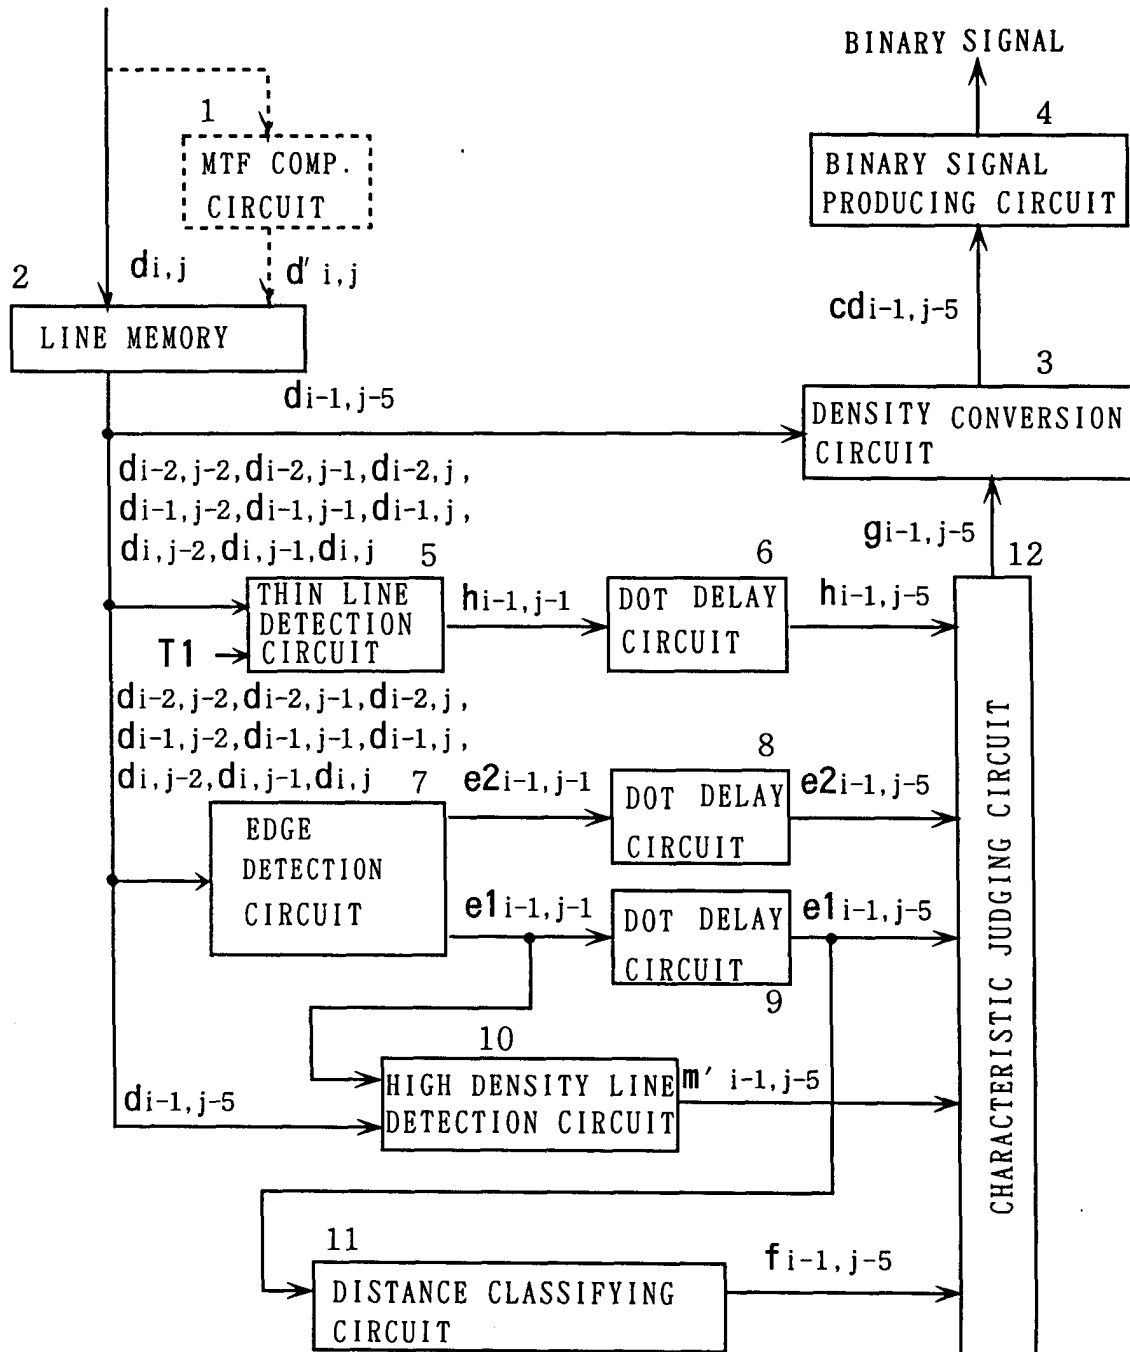 BINARY SIGNAL
1
4
MTF COMP.
CIRCUIT
BINARY SIGNAL
PRODUCING CIRCUIT
di,j
d' i,j
2
LINE MEMORY
cdi-1,j-5
3
di-1,j-5
DENSITY CONVERSION
CIRCUIT
di-2,j-2,di-2,j-1,di-2,j,
di-1,j-2,di-1,j-1,di-1,j,
di,j-2,di,j-1,di,j
gi-1,j-5
5
6
12
THIN LINE
DETECTION
CIRCUIT
T1
hi-1,j-1
DOT DELAY
CIRCUIT
hi-1,j-5
di-2,j-2,di-2,j-1,di-2,j,
di-1,j-2,di-1,j-1,di-1,j,
di,j-2,di,j-1,di,j
7
8
EDGE
DETECTION
CIRCUIT
e2i-1,j-1
DOT DELAY
CIRCUIT
e2i-1,j-5
e1i-1,j-1
DOT DELAY
CIRCUIT
e1i-1,j-5
9
10
HIGH DENSITY LINE
DETECTION CIRCUIT
m' i-1,j-5
di-1,j-5
CHARACTERISTIC JUDGING CIRCUIT
11
DISTANCE CLASSIFYING
CIRCUIT
fi-1,j-5